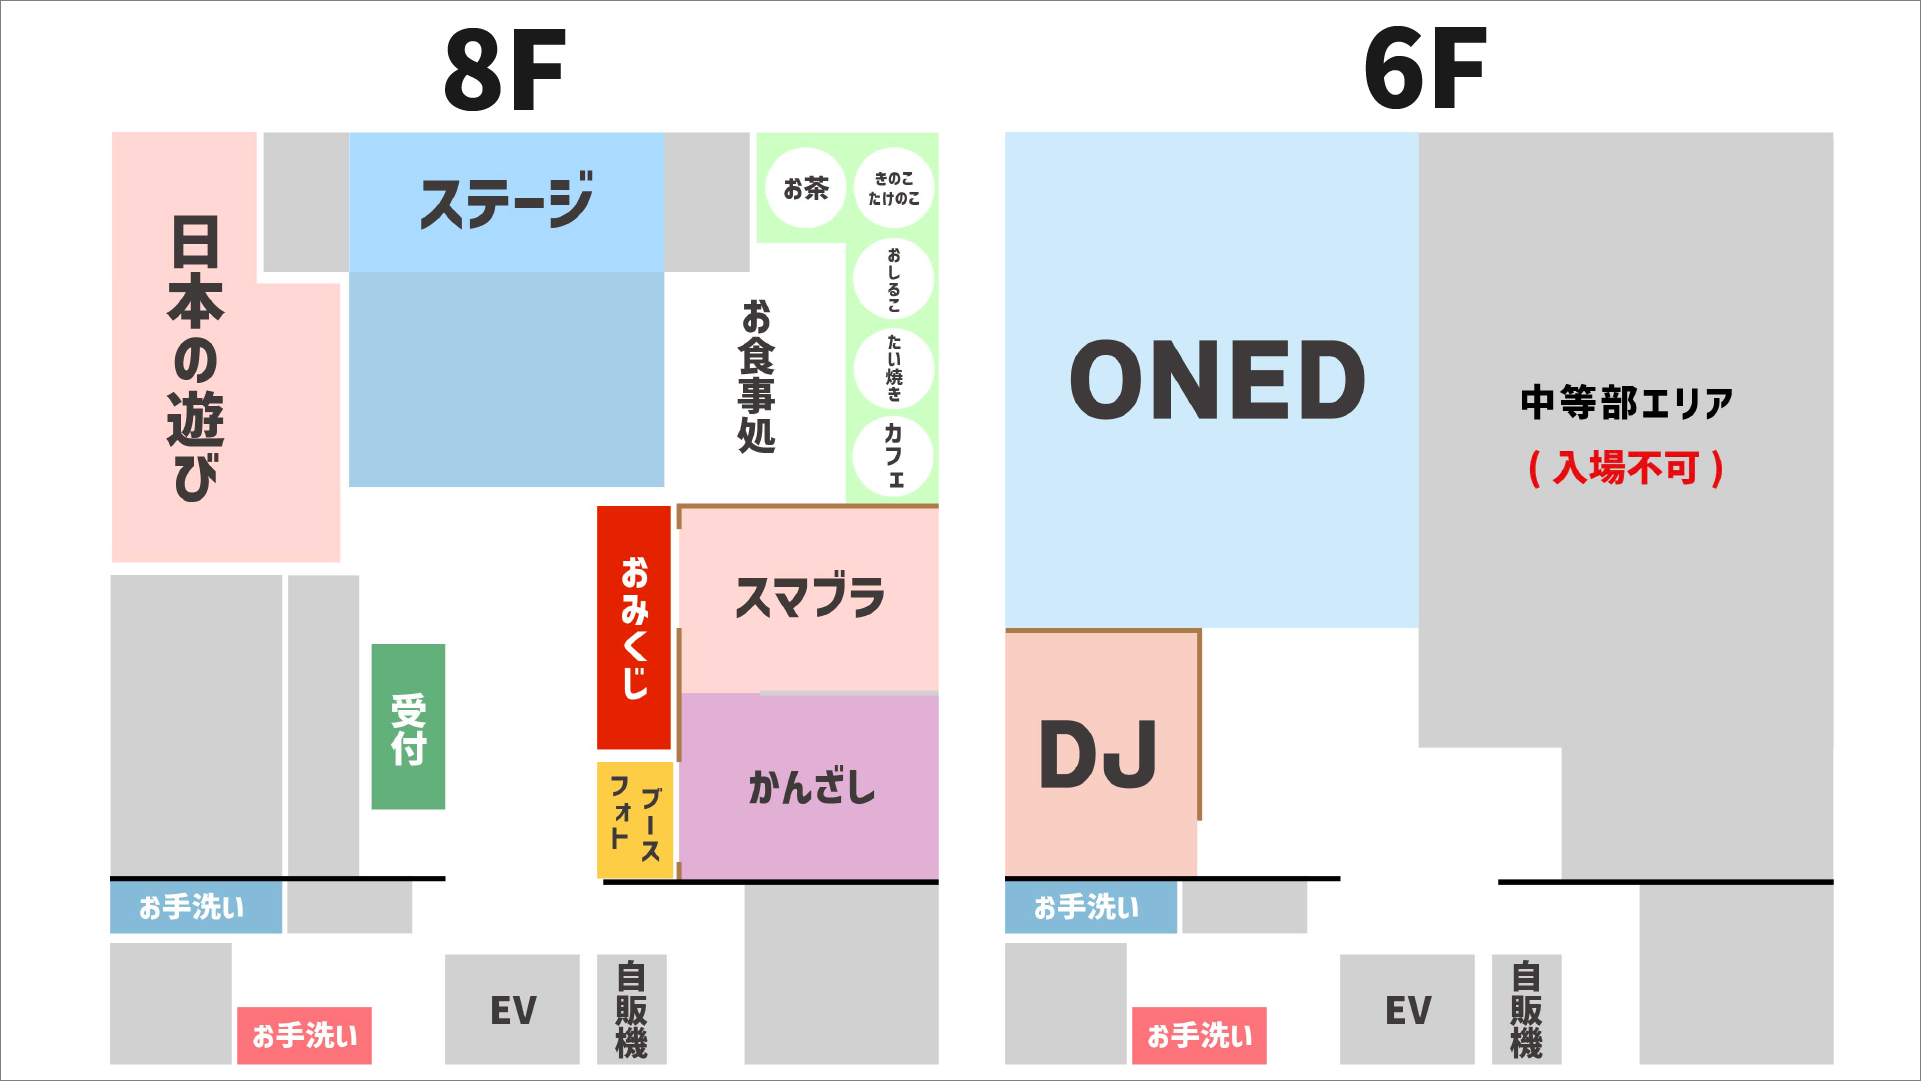 8F
日本の遊び
ステージ
お茶
きのこ
たけのこ
おしるこ
たい焼き
カフェ
お食事処
おみくじ
スマブラ
受付
フォト
ブース
かんざし
お手洗い
お手洗い
EV
自販機
6F
ONED
中等部エリア
(入場不可)
DJ
お手洗い
お手洗い
EV
自販機